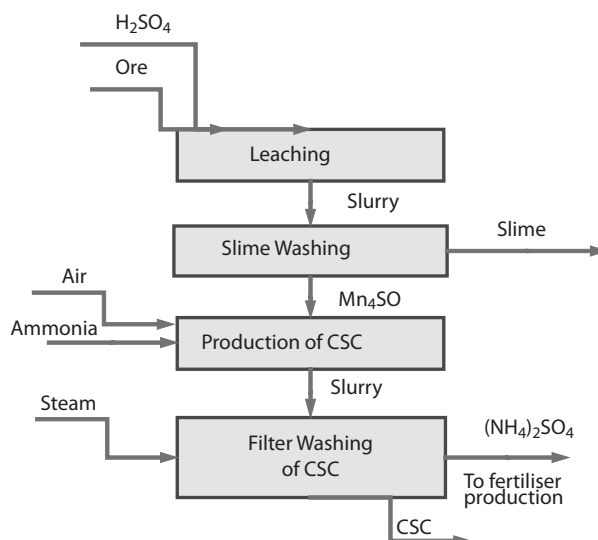 H₂SO₄
Ore
Leaching
Slurry
Slime Washing
Slime
Air
Mn₄SO
Ammonia
Production of CSC
Slurry
Steam
Filter Washing
of CSC
(NH₄)₂SO₄
To fertiliser
production
CSC